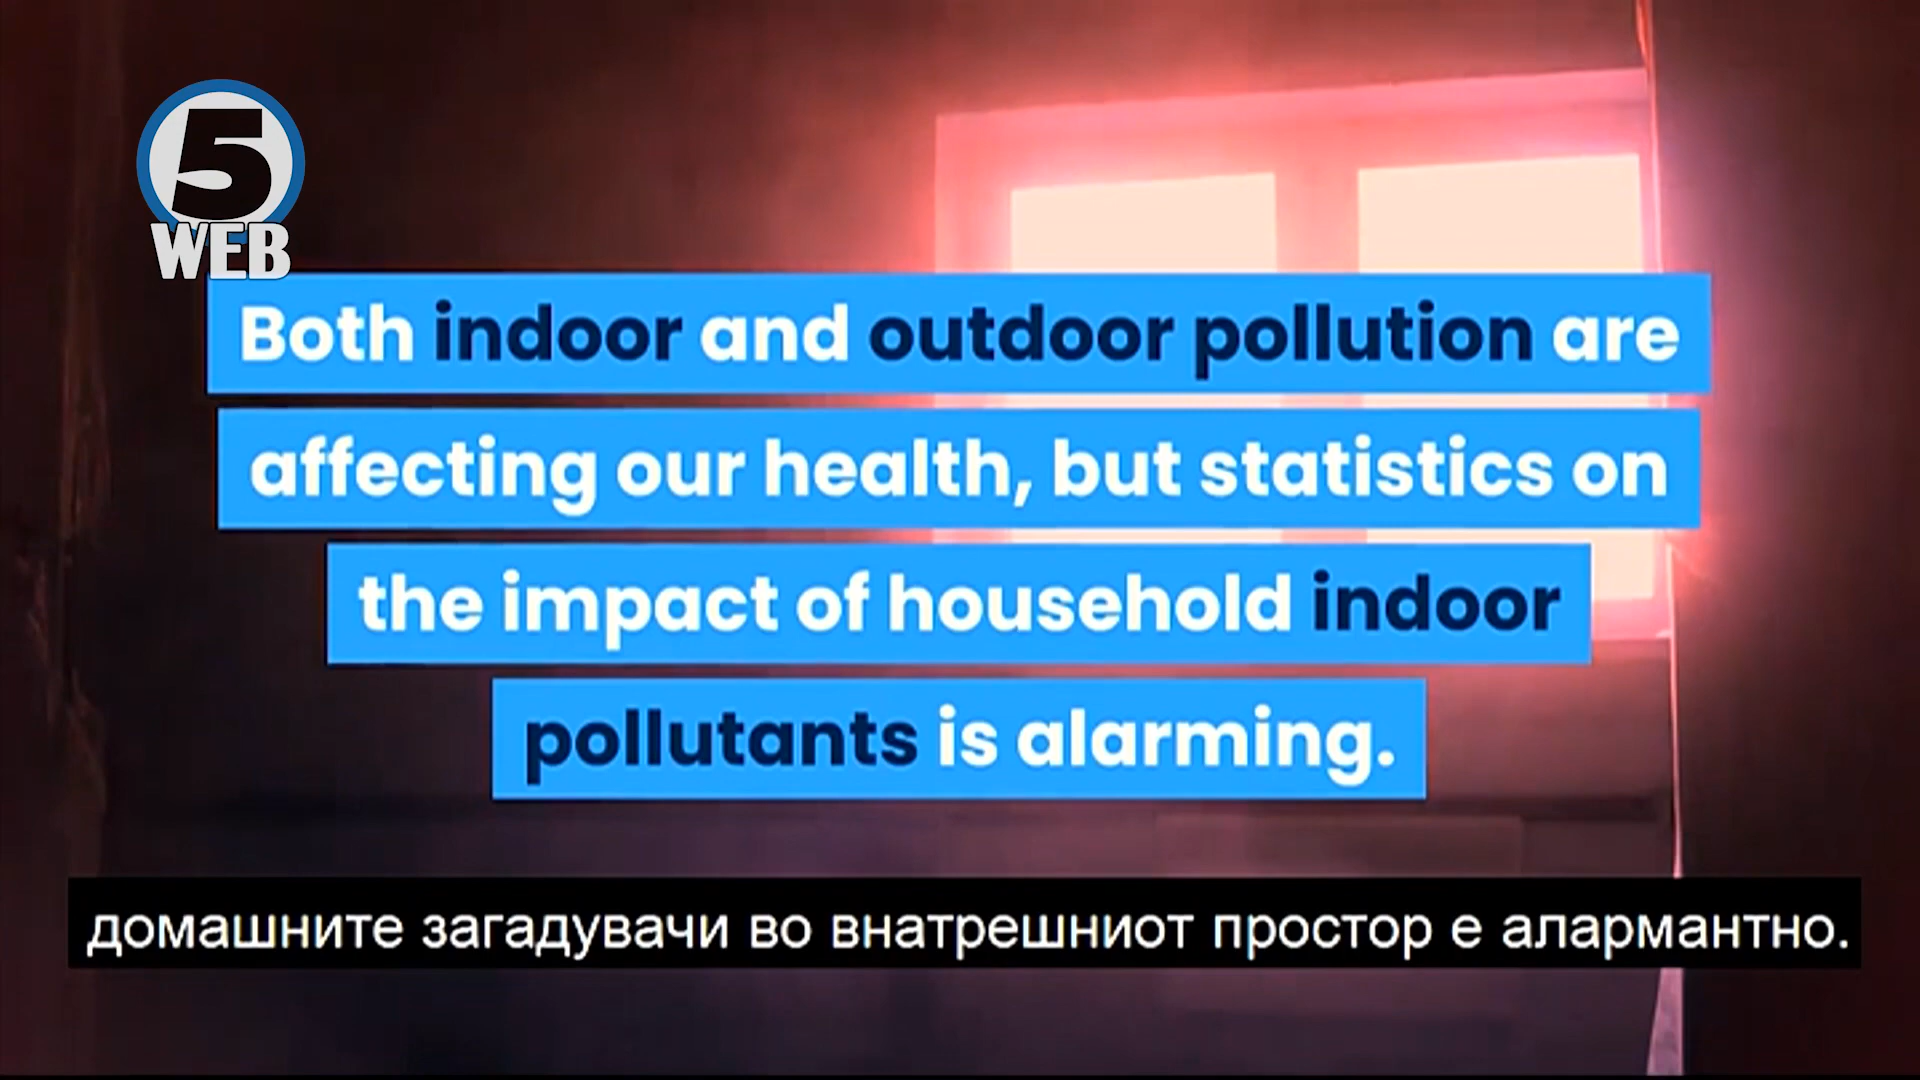 5
WEB
Both indoor and outdoor pollution are
affecting our health, but statistics on
the impact of household indoor
pollutants is alarming.
домашните загадувачи во внатрешниот простор е алармантно.